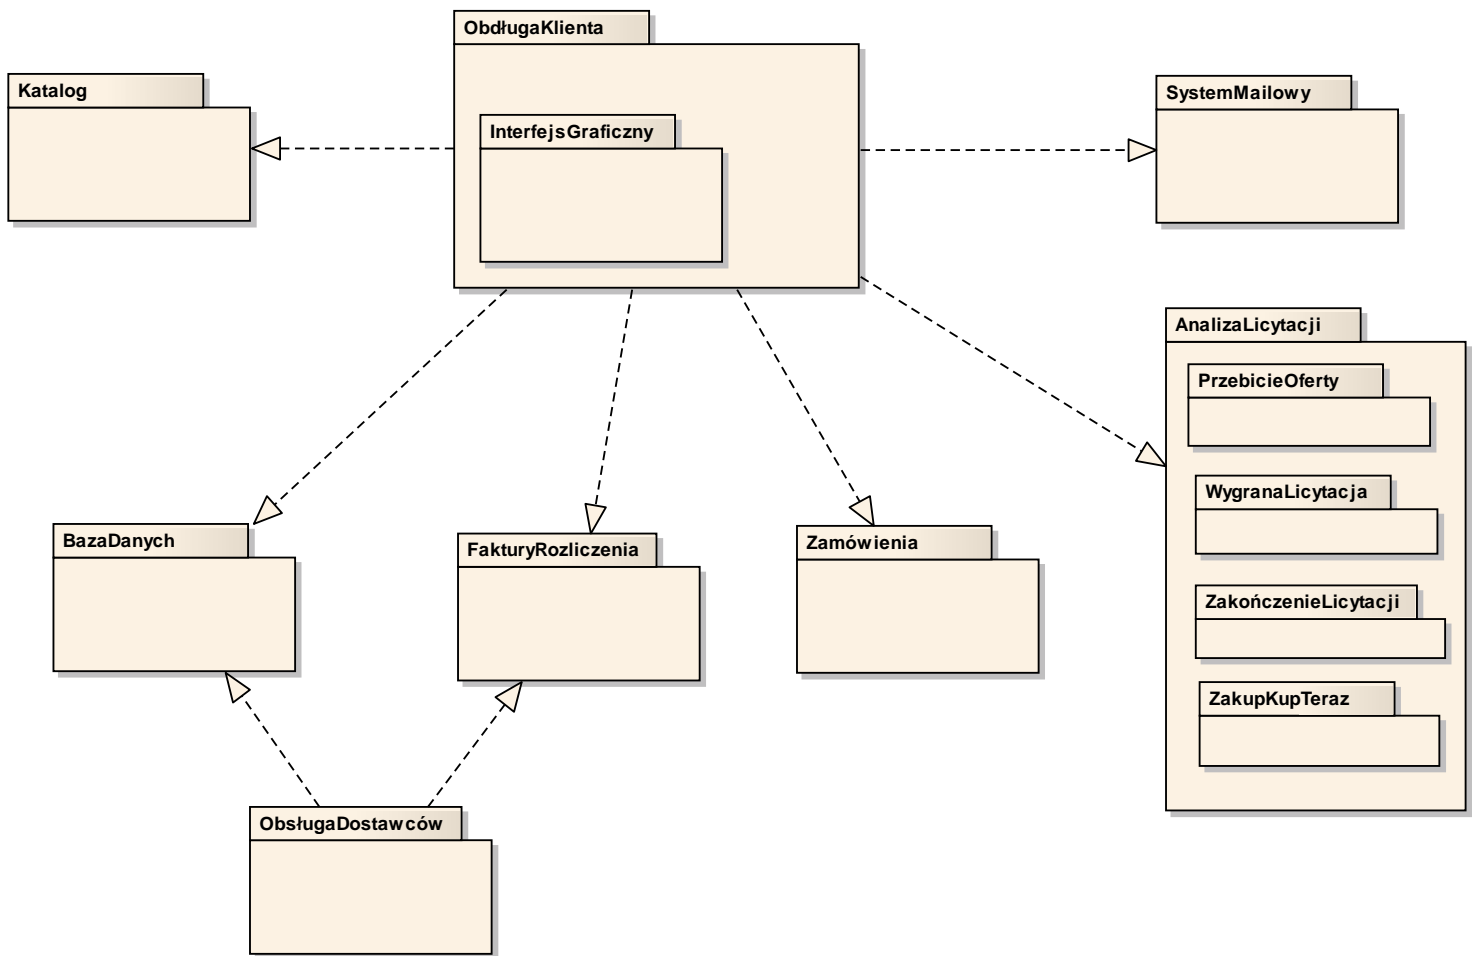 ObdługaKlienta
Katalog
SystemMailowy
InterfejsGraficzny
AnalizaLicytacji
PrzebicieOferty
WygranaLicytacja
BazaDanych
FakturyRozliczenia
Zamówienia
ZakończenieLicytacji
ZakupKupTeraz
ObsługaDostawców